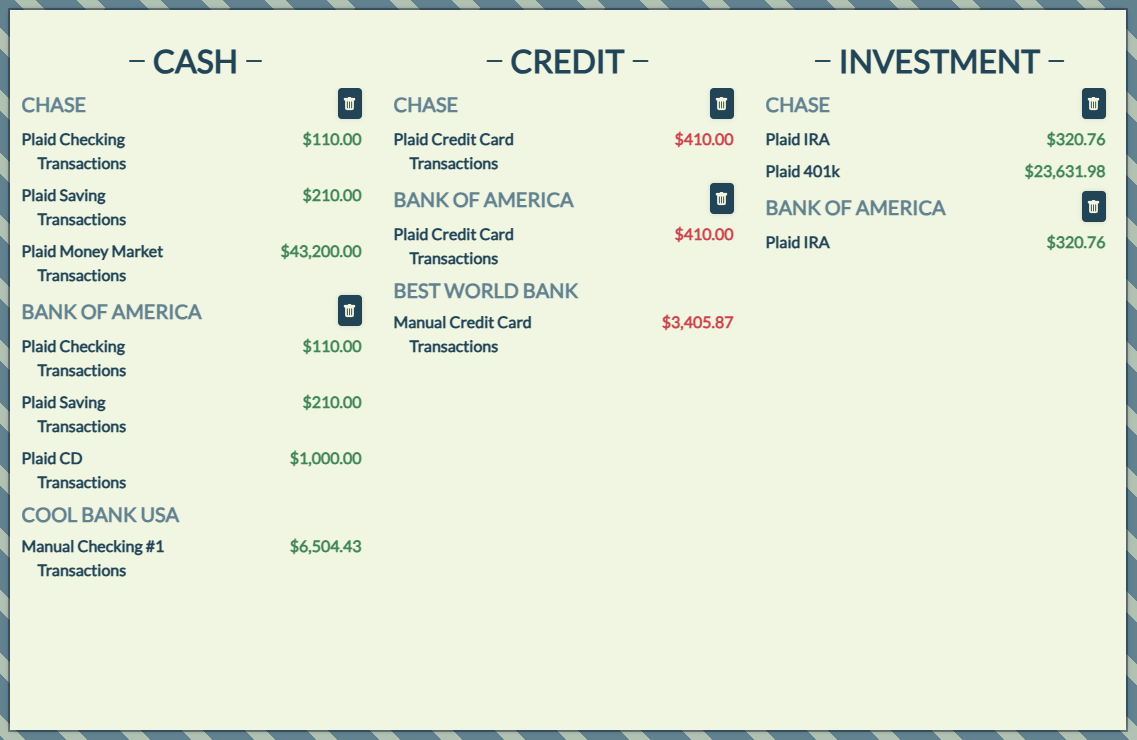 – CASH –
CHASE
Plaid Checking $110.00
Transactions
Plaid Saving $210.00
Transactions
Plaid Money Market $43,200.00
Transactions
BANK OF AMERICA
Plaid Checking $110.00
Transactions
Plaid Saving $210.00
Transactions
Plaid CD $1,000.00
Transactions
COOL BANK USA
Manual Checking #1 $6,504.43
Transactions
– CREDIT –
CHASE
Plaid Credit Card $410.00
Transactions
BANK OF AMERICA
Plaid Credit Card $410.00
Transactions
BEST WORLD BANK
Manual Credit Card $3,405.87
Transactions
– INVESTMENT –
CHASE
Plaid IRA $320.76
Plaid 401k $23,631.98
BANK OF AMERICA
Plaid IRA $320.76